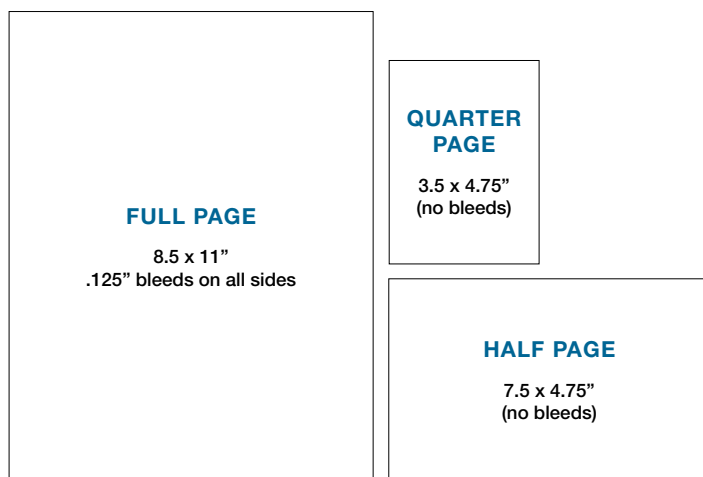 FULL PAGE
8.5 x 11”
.125” bleeds on all sides
QUARTER
PAGE
3.5 x 4.75”
(no bleeds)
HALF PAGE
7.5 x 4.75”
(no bleeds)